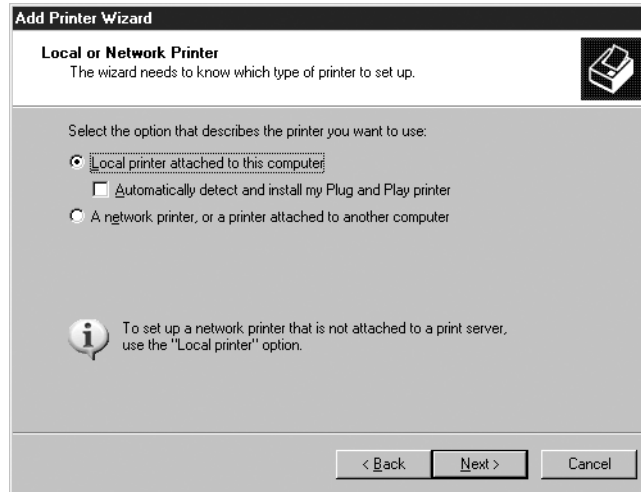 Add Printer Wizard
Local or Network Printer
The wizard needs to know which type of printer to set up.
Select the option that describes the printer you want to use:
Local printer attached to this computer
Automatically detect and install my Plug and Play printer
A network printer, or a printer attached to another computer
To set up a network printer that is not attached to a print server,
use the "Local printer" option.
< Back
Next >
Cancel